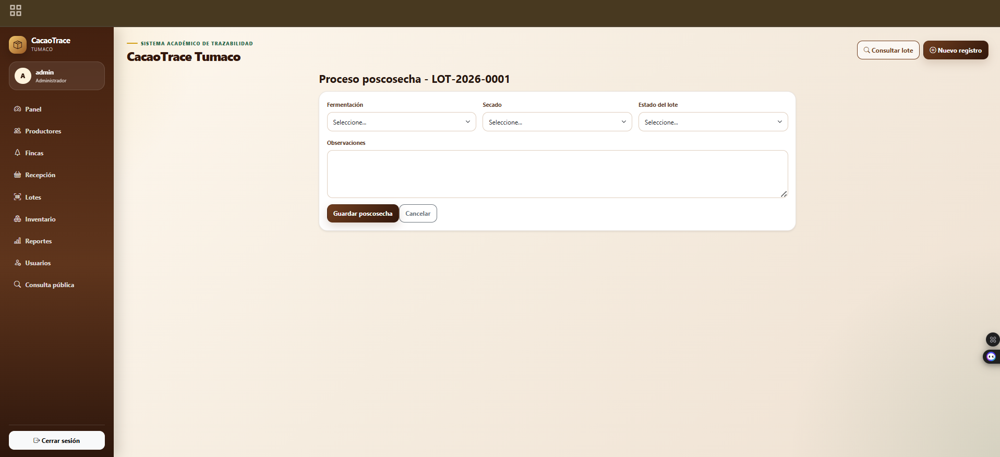 CacaoTrace
TUMACO
A
admin
Administrador
Panel
Productores
Fincas
Recepción
Lotes
Inventario
Reportes
Usuarios
Consulta pública
Cerrar sesión
SISTEMA ACADÉMICO DE TRAZABILIDAD
CacaoTrace Tumaco
Consultar lote
Nuevo registro
Proceso poscosecha - LOT-2026-0001
Fermentación
Secado
Estado del lote
Seleccione...
Seleccione...
Seleccione...
Observaciones
Guardar poscosecha
Cancelar